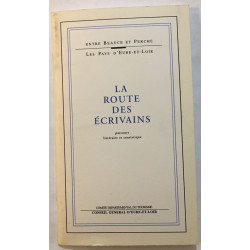 ENTRE BEAUCE ET PERCHE
LES PAYS D'EURE-ET-LOIR
LA
ROUTE
DES
ÉCRIVAINS
parcours
littéraire et touristique
COMITÉ DÉPARTEMENTAL DU TOURISME
CONSEIL GÉNÉRAL D'EURE-ET-LOIR